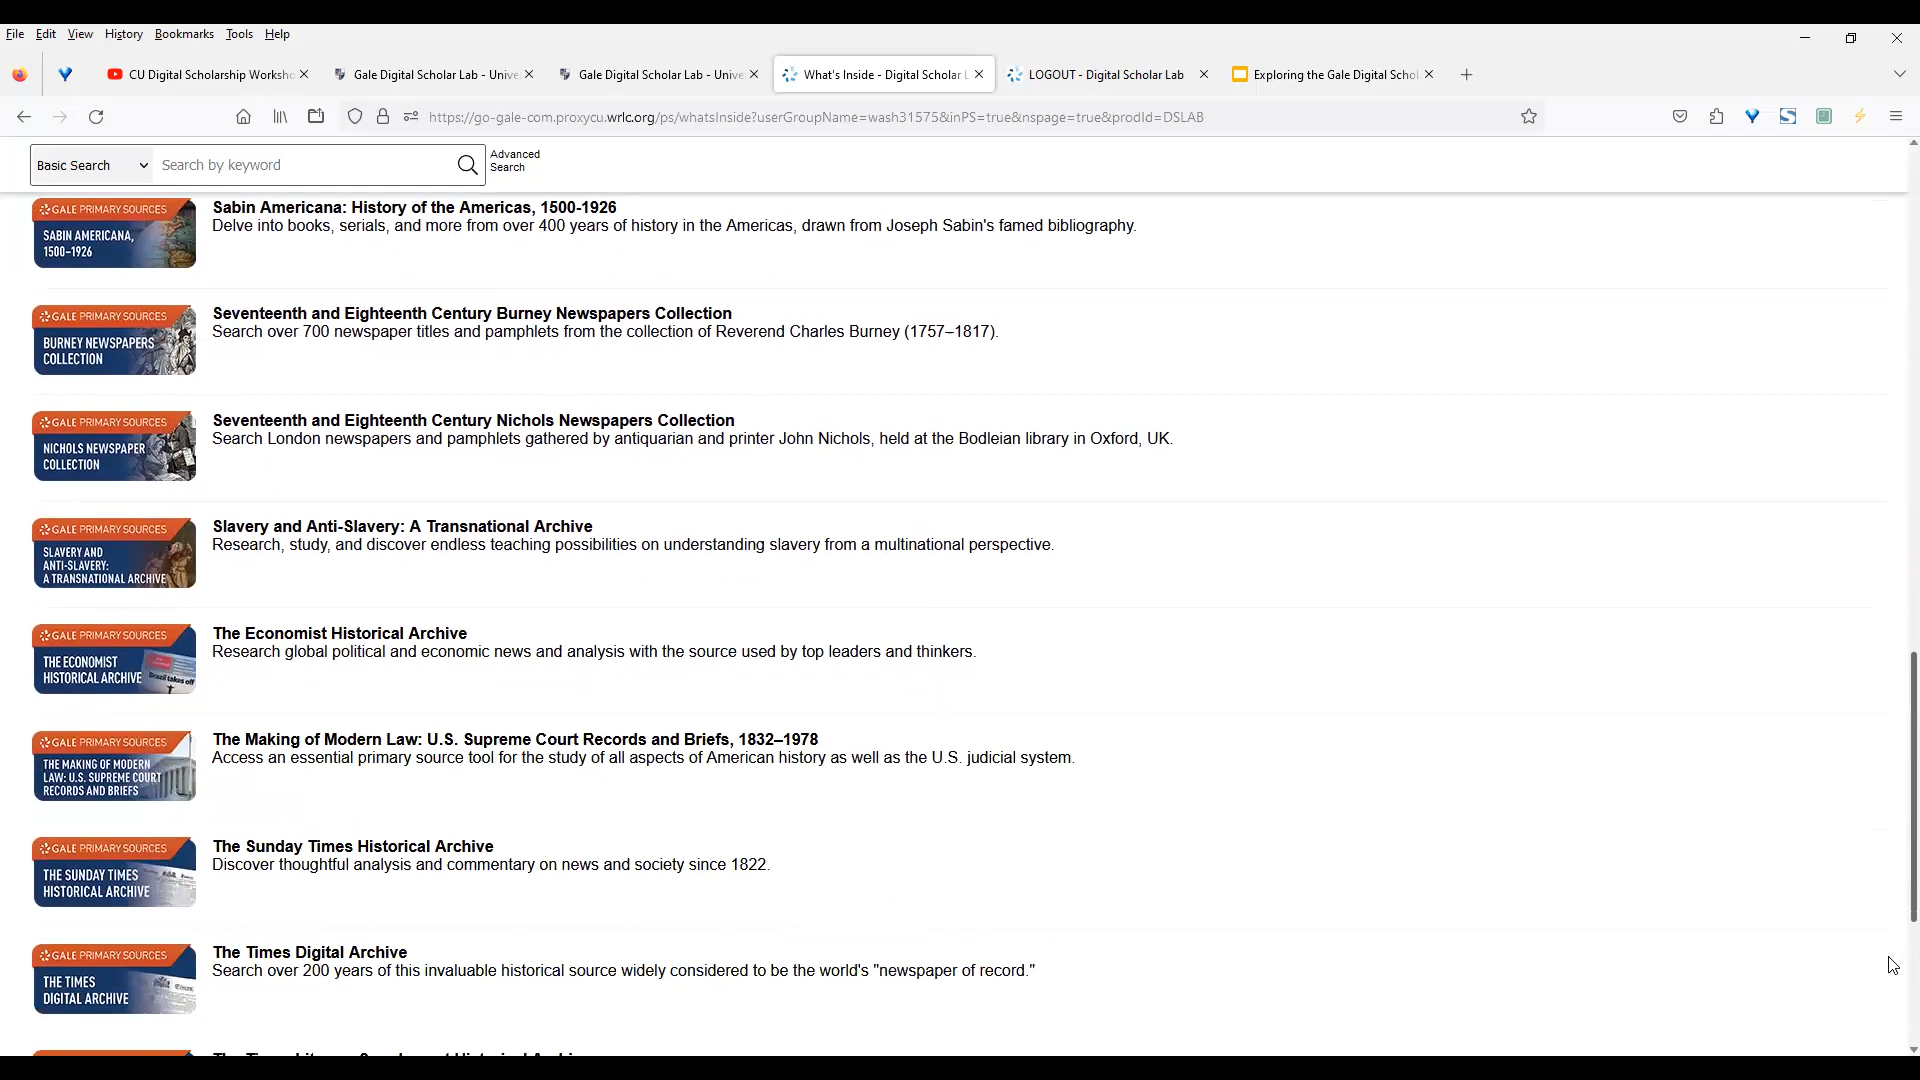 File Edit View History Bookmarks Tools Help
CU Digital Scholarship Worksho
Gale Digital Scholar Lab - Unive
Gale Digital Scholar Lab - Unive
What's Inside - Digital Scholar L
LOGOUT - Digital Scholar Lab
Exploring the Gale Digital Schol
https://go-gale-com.proxycu.wrlc.org/ps/whatsInside?userGroupName=wash31575&inPS=true&nspage=true&prodId=DSLAB
Basic Search
Search by keyword
Advanced
Search
GALE PRIMARY SOURCES
SABIN AMERICANA,
1500–1926
Sabin Americana: History of the Americas, 1500-1926
Delve into books, serials, and more from over 400 years of history in the Americas, drawn from Joseph Sabin's famed bibliography.
GALE PRIMARY SOURCES
BURNEY NEWSPAPERS
COLLECTION
Seventeenth and Eighteenth Century Burney Newspapers Collection
Search over 700 newspaper titles and pamphlets from the collection of Reverend Charles Burney (1757–1817).
GALE PRIMARY SOURCES
NICHOLS NEWSPAPER
COLLECTION
Seventeenth and Eighteenth Century Nichols Newspapers Collection
Search London newspapers and pamphlets gathered by antiquarian and printer John Nichols, held at the Bodleian library in Oxford, UK.
GALE PRIMARY SOURCES
SLAVERY AND
ANTI-SLAVERY:
A TRANSNATIONAL ARCHIVE
Slavery and Anti-Slavery: A Transnational Archive
Research, study, and discover endless teaching possibilities on understanding slavery from a multinational perspective.
GALE PRIMARY SOURCES
THE ECONOMIST
HISTORICAL ARCHIVE
Brazil takes off
The Economist Historical Archive
Research global political and economic news and analysis with the source used by top leaders and thinkers.
GALE PRIMARY SOURCES
THE MAKING OF MODERN
LAW: U.S. SUPREME COURT
RECORDS AND BRIEFS
The Making of Modern Law: U.S. Supreme Court Records and Briefs, 1832–1978
Access an essential primary source tool for the study of all aspects of American history as well as the U.S. judicial system.
GALE PRIMARY SOURCES
THE SUNDAY TIMES
HISTORICAL ARCHIVE
The Sunday Times Historical Archive
Discover thoughtful analysis and commentary on news and society since 1822.
GALE PRIMARY SOURCES
THE TIMES
DIGITAL ARCHIVE
The Times Digital Archive
Search over 200 years of this invaluable historical source widely considered to be the world's "newspaper of record."